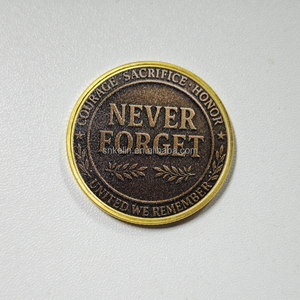 COURAGE · SACRIFICE · HONOR
NEVER
FORGET
UNITED WE REMEMBER